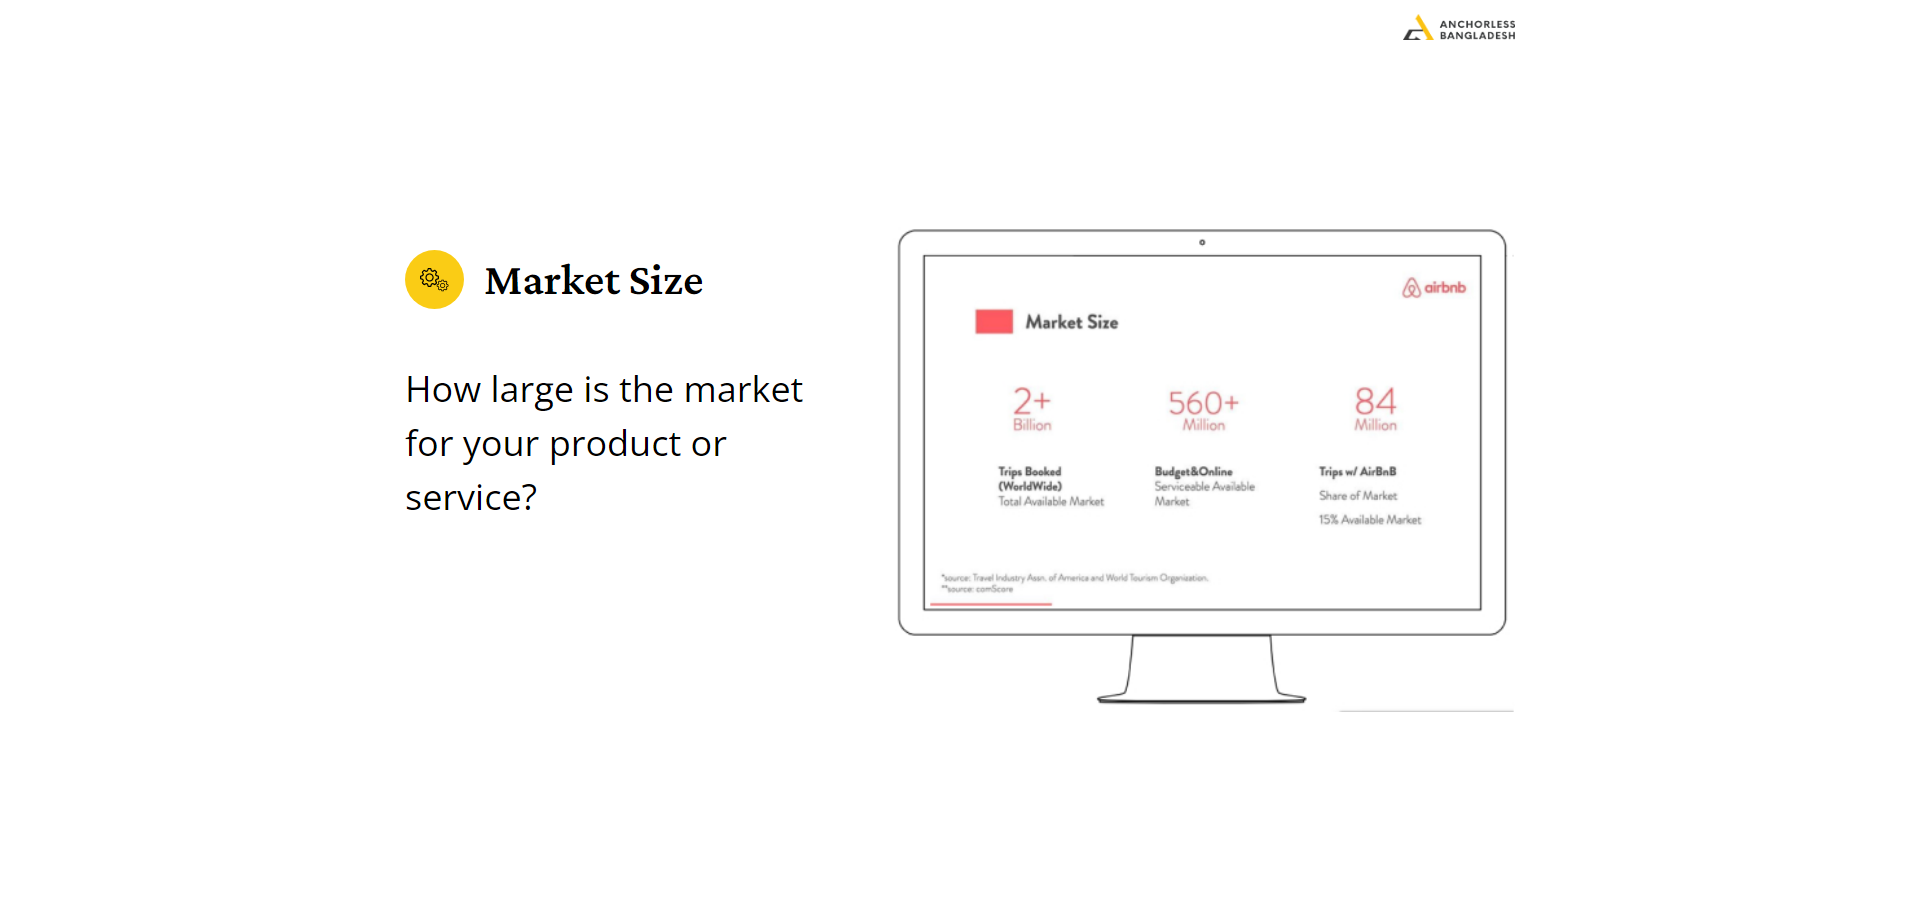 ANCHORLESS
BANGLADESH
Market Size
How large is the market
for your product or
service?
airbnb
Market Size
2+
Billion
560+
Million
84
Million
Trips Booked
(WorldWide)
Total Available Market
Budget&Online
Serviceable Available
Market
Trips w/ AirBnB
Share of Market
15% Available Market
*source: Travel Industry Assn. of America and World Tourism Organization.
**source: comScore